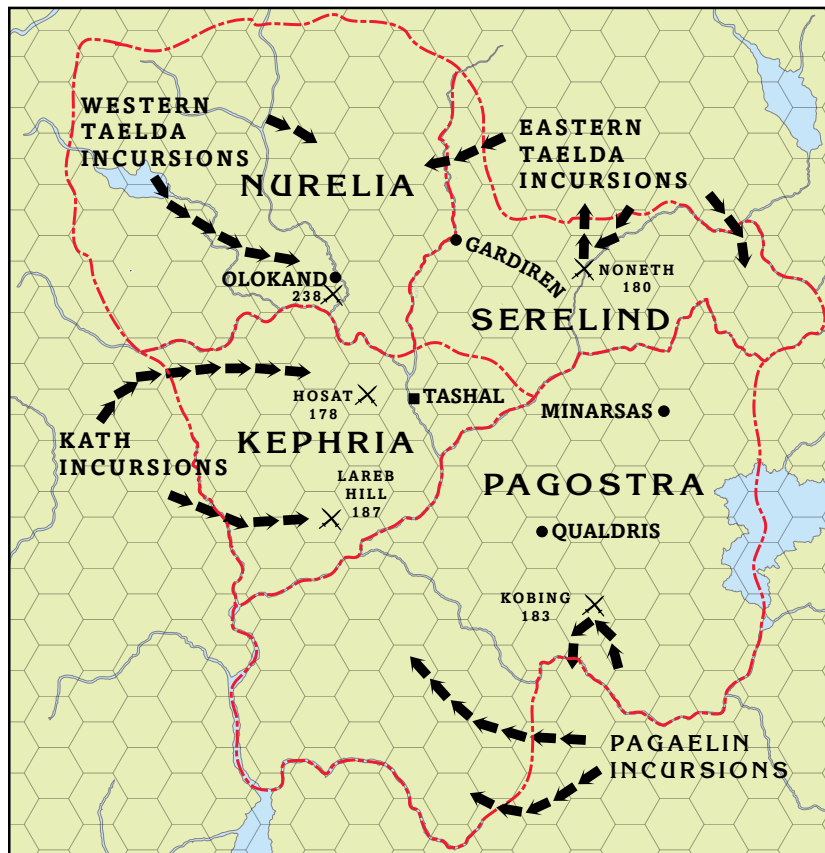 WESTERN
TAELDA
INCURSIONS
EASTERN
TAELDA
INCURSIONS
NURELIA
GARDIREN
OLOKAND
238
NONETH
180
SERELIND
HOSAT
178
TASHAL
MINARSAS
KATH
INCURSIONS
KEPHRIA
LAREB
HILL
187
PAGOSTRA
QUALDRIS
KOBING
183
PAGAELIN
INCURSIONS